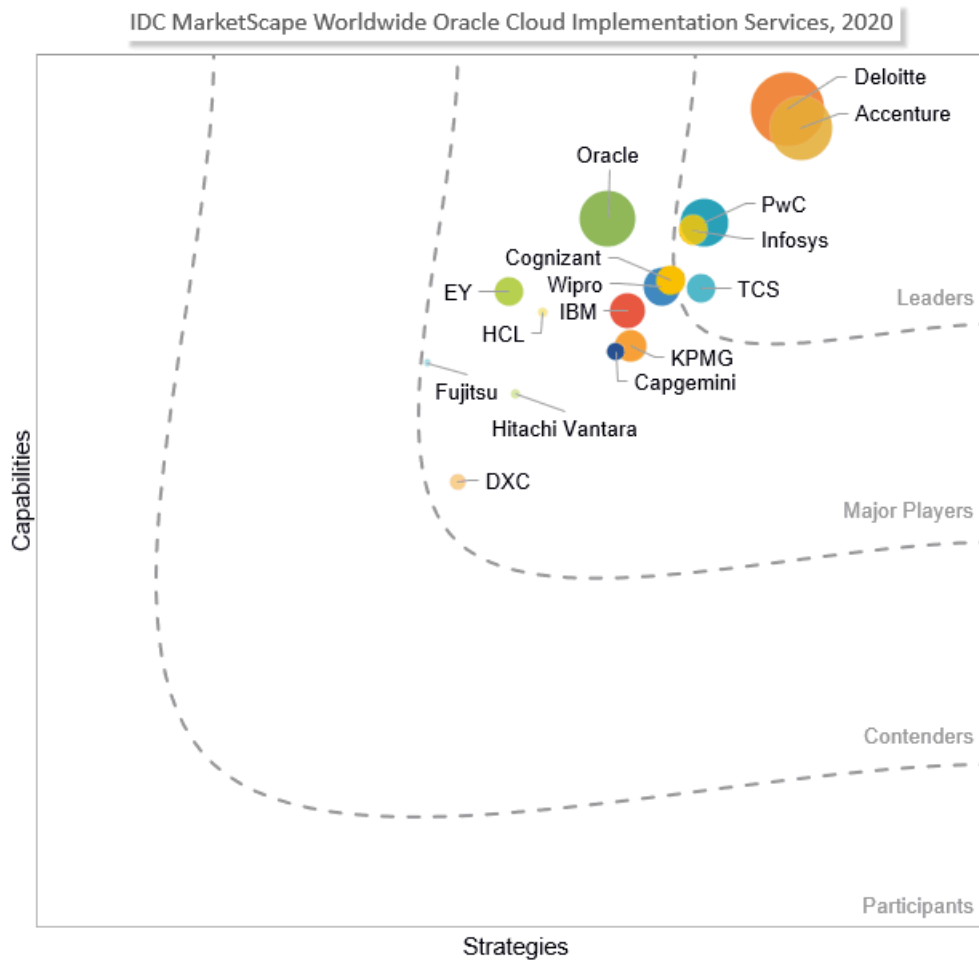 IDC MarketScape Worldwide Oracle Cloud Implementation Services, 2020
Deloitte
Accenture
Oracle
PwC
Infosys
Cognizant
Wipro
TCS
EY
IBM
Leaders
HCL
KPMG
Capgemini
Fujitsu
Hitachi Vantara
DXC
Major Players
Capabilities
Contenders
Participants
Strategies